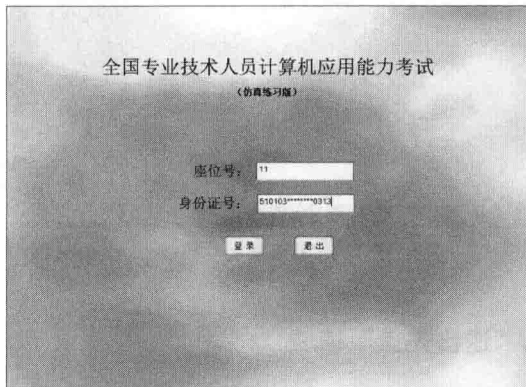 全国专业技术人员计算机应用能力考试
(仿真练习版)
座位号: 11
身份证号: 510103********0313
登录 退出